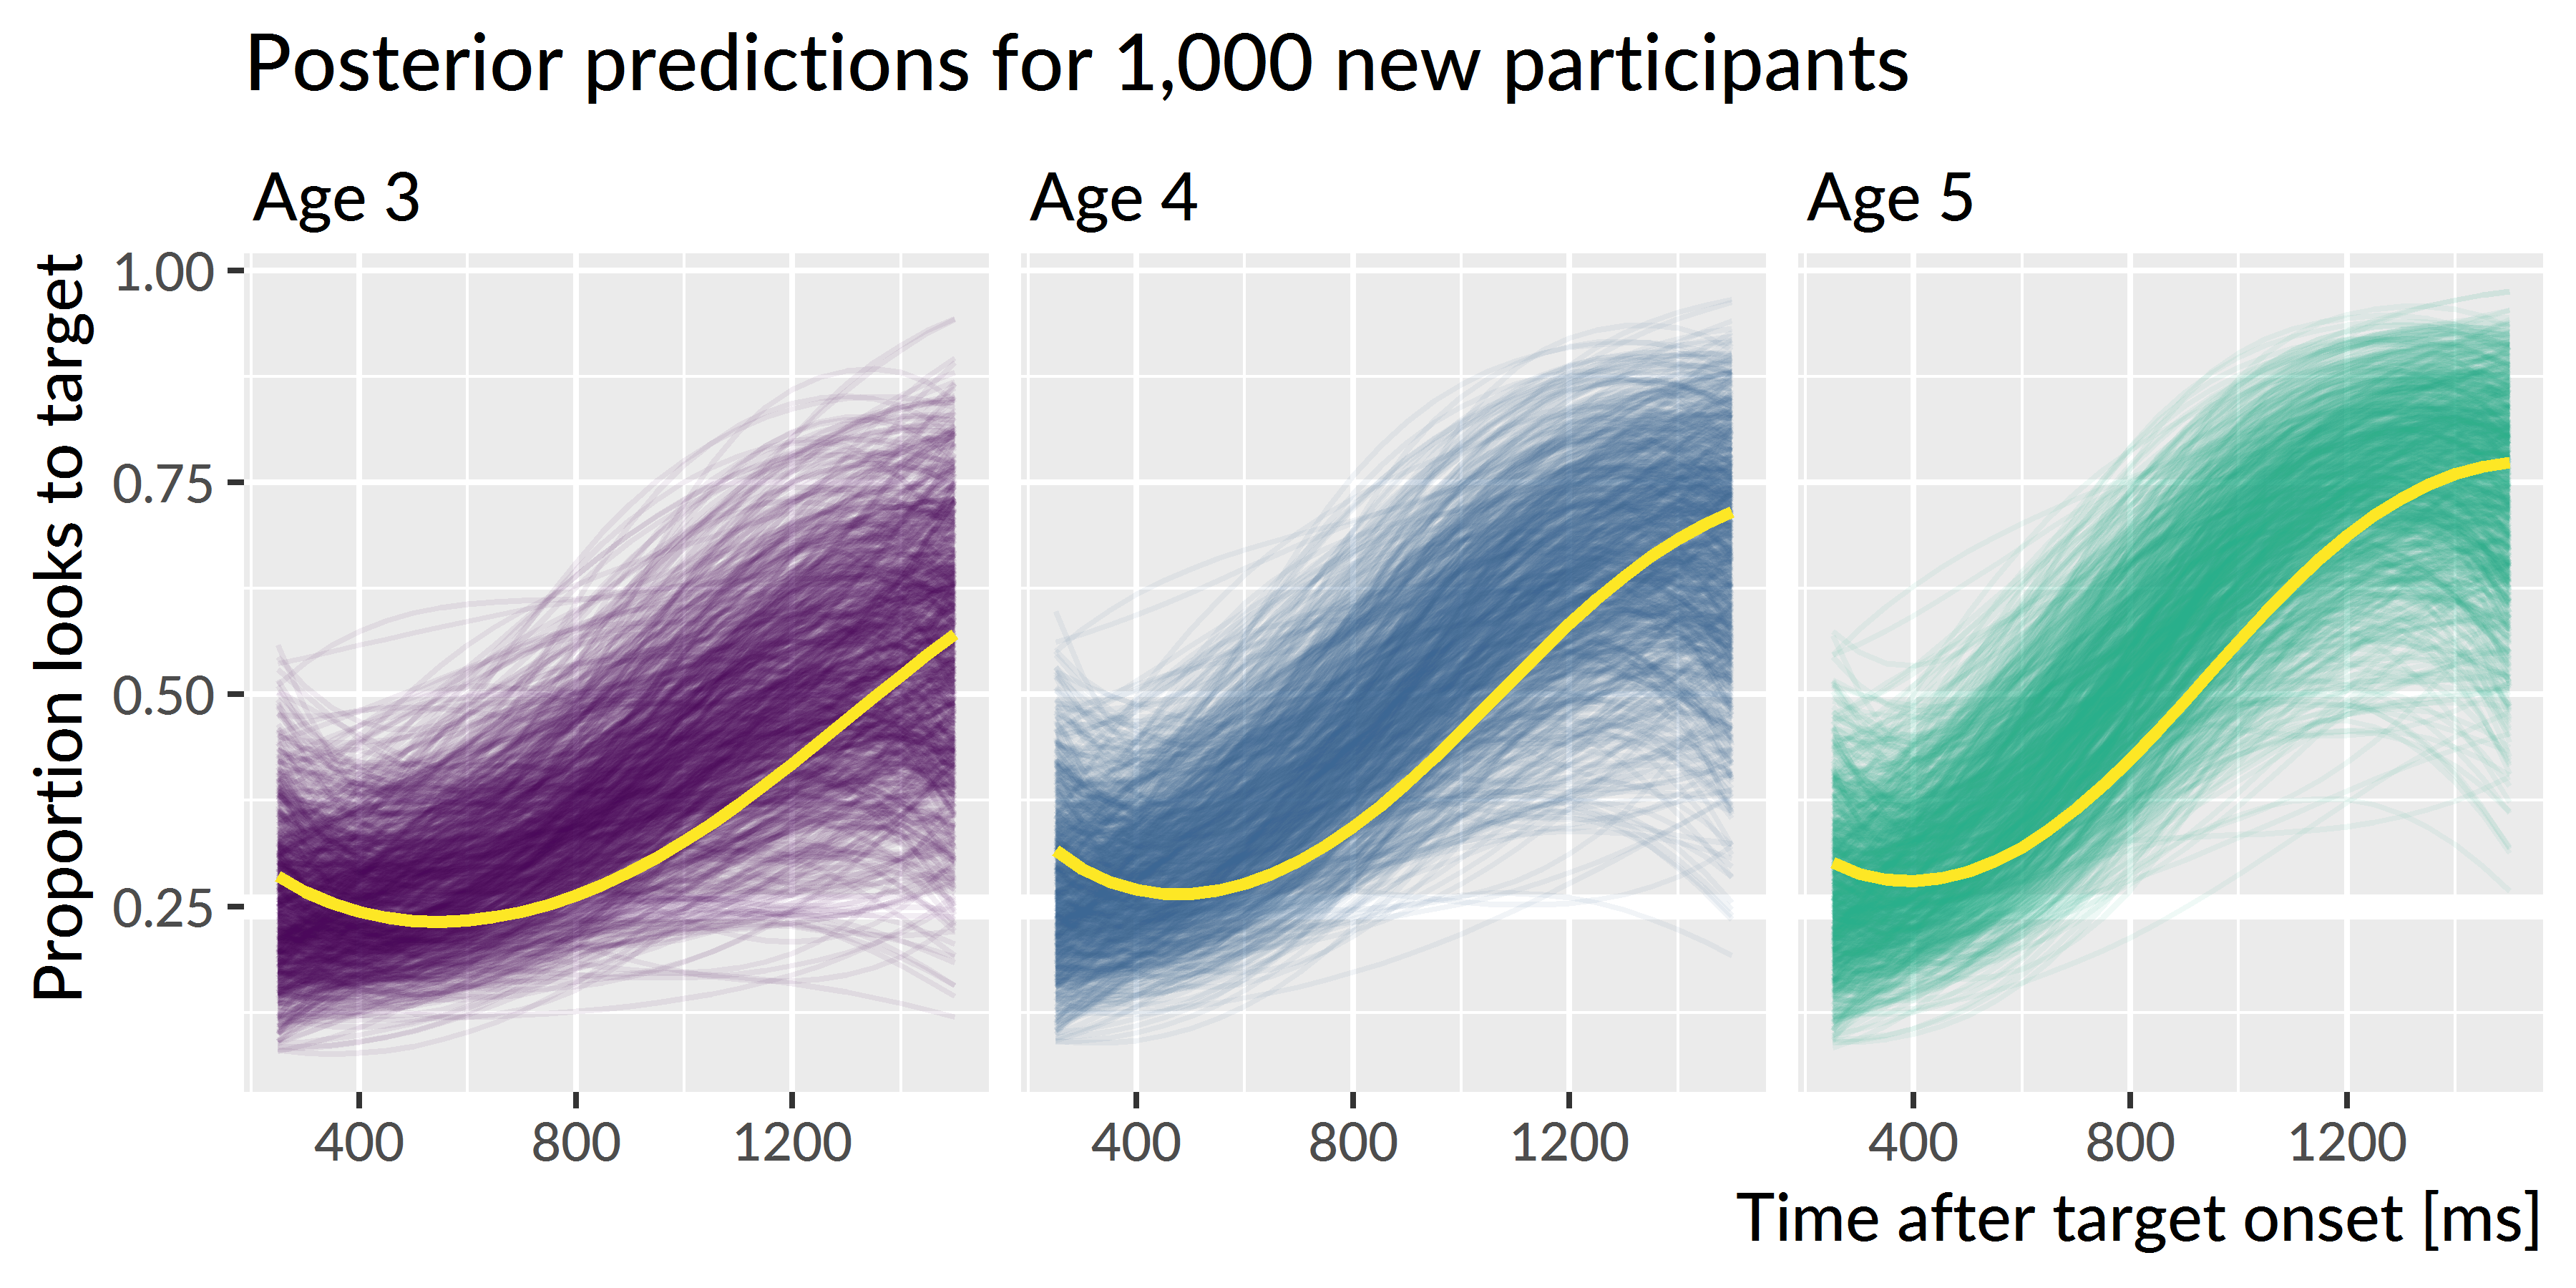 Posterior predictions for 1,000 new participants
Age 3
Age 4
Age 5
Proportion looks to target
1.00
0.75
0.50
0.25
400 800 1200
400 800 1200
400 800 1200
Time after target onset [ms]